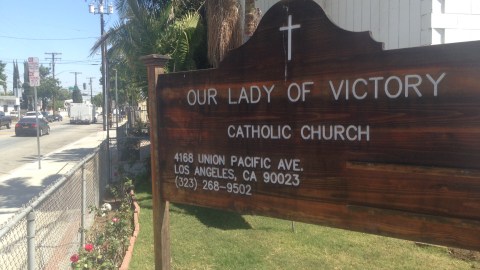 OUR LADY OF VICTORY
CATHOLIC CHURCH
4168 UNION PACIFIC AVE.
LOS ANGELES, CA 90023
(323) 268-9502